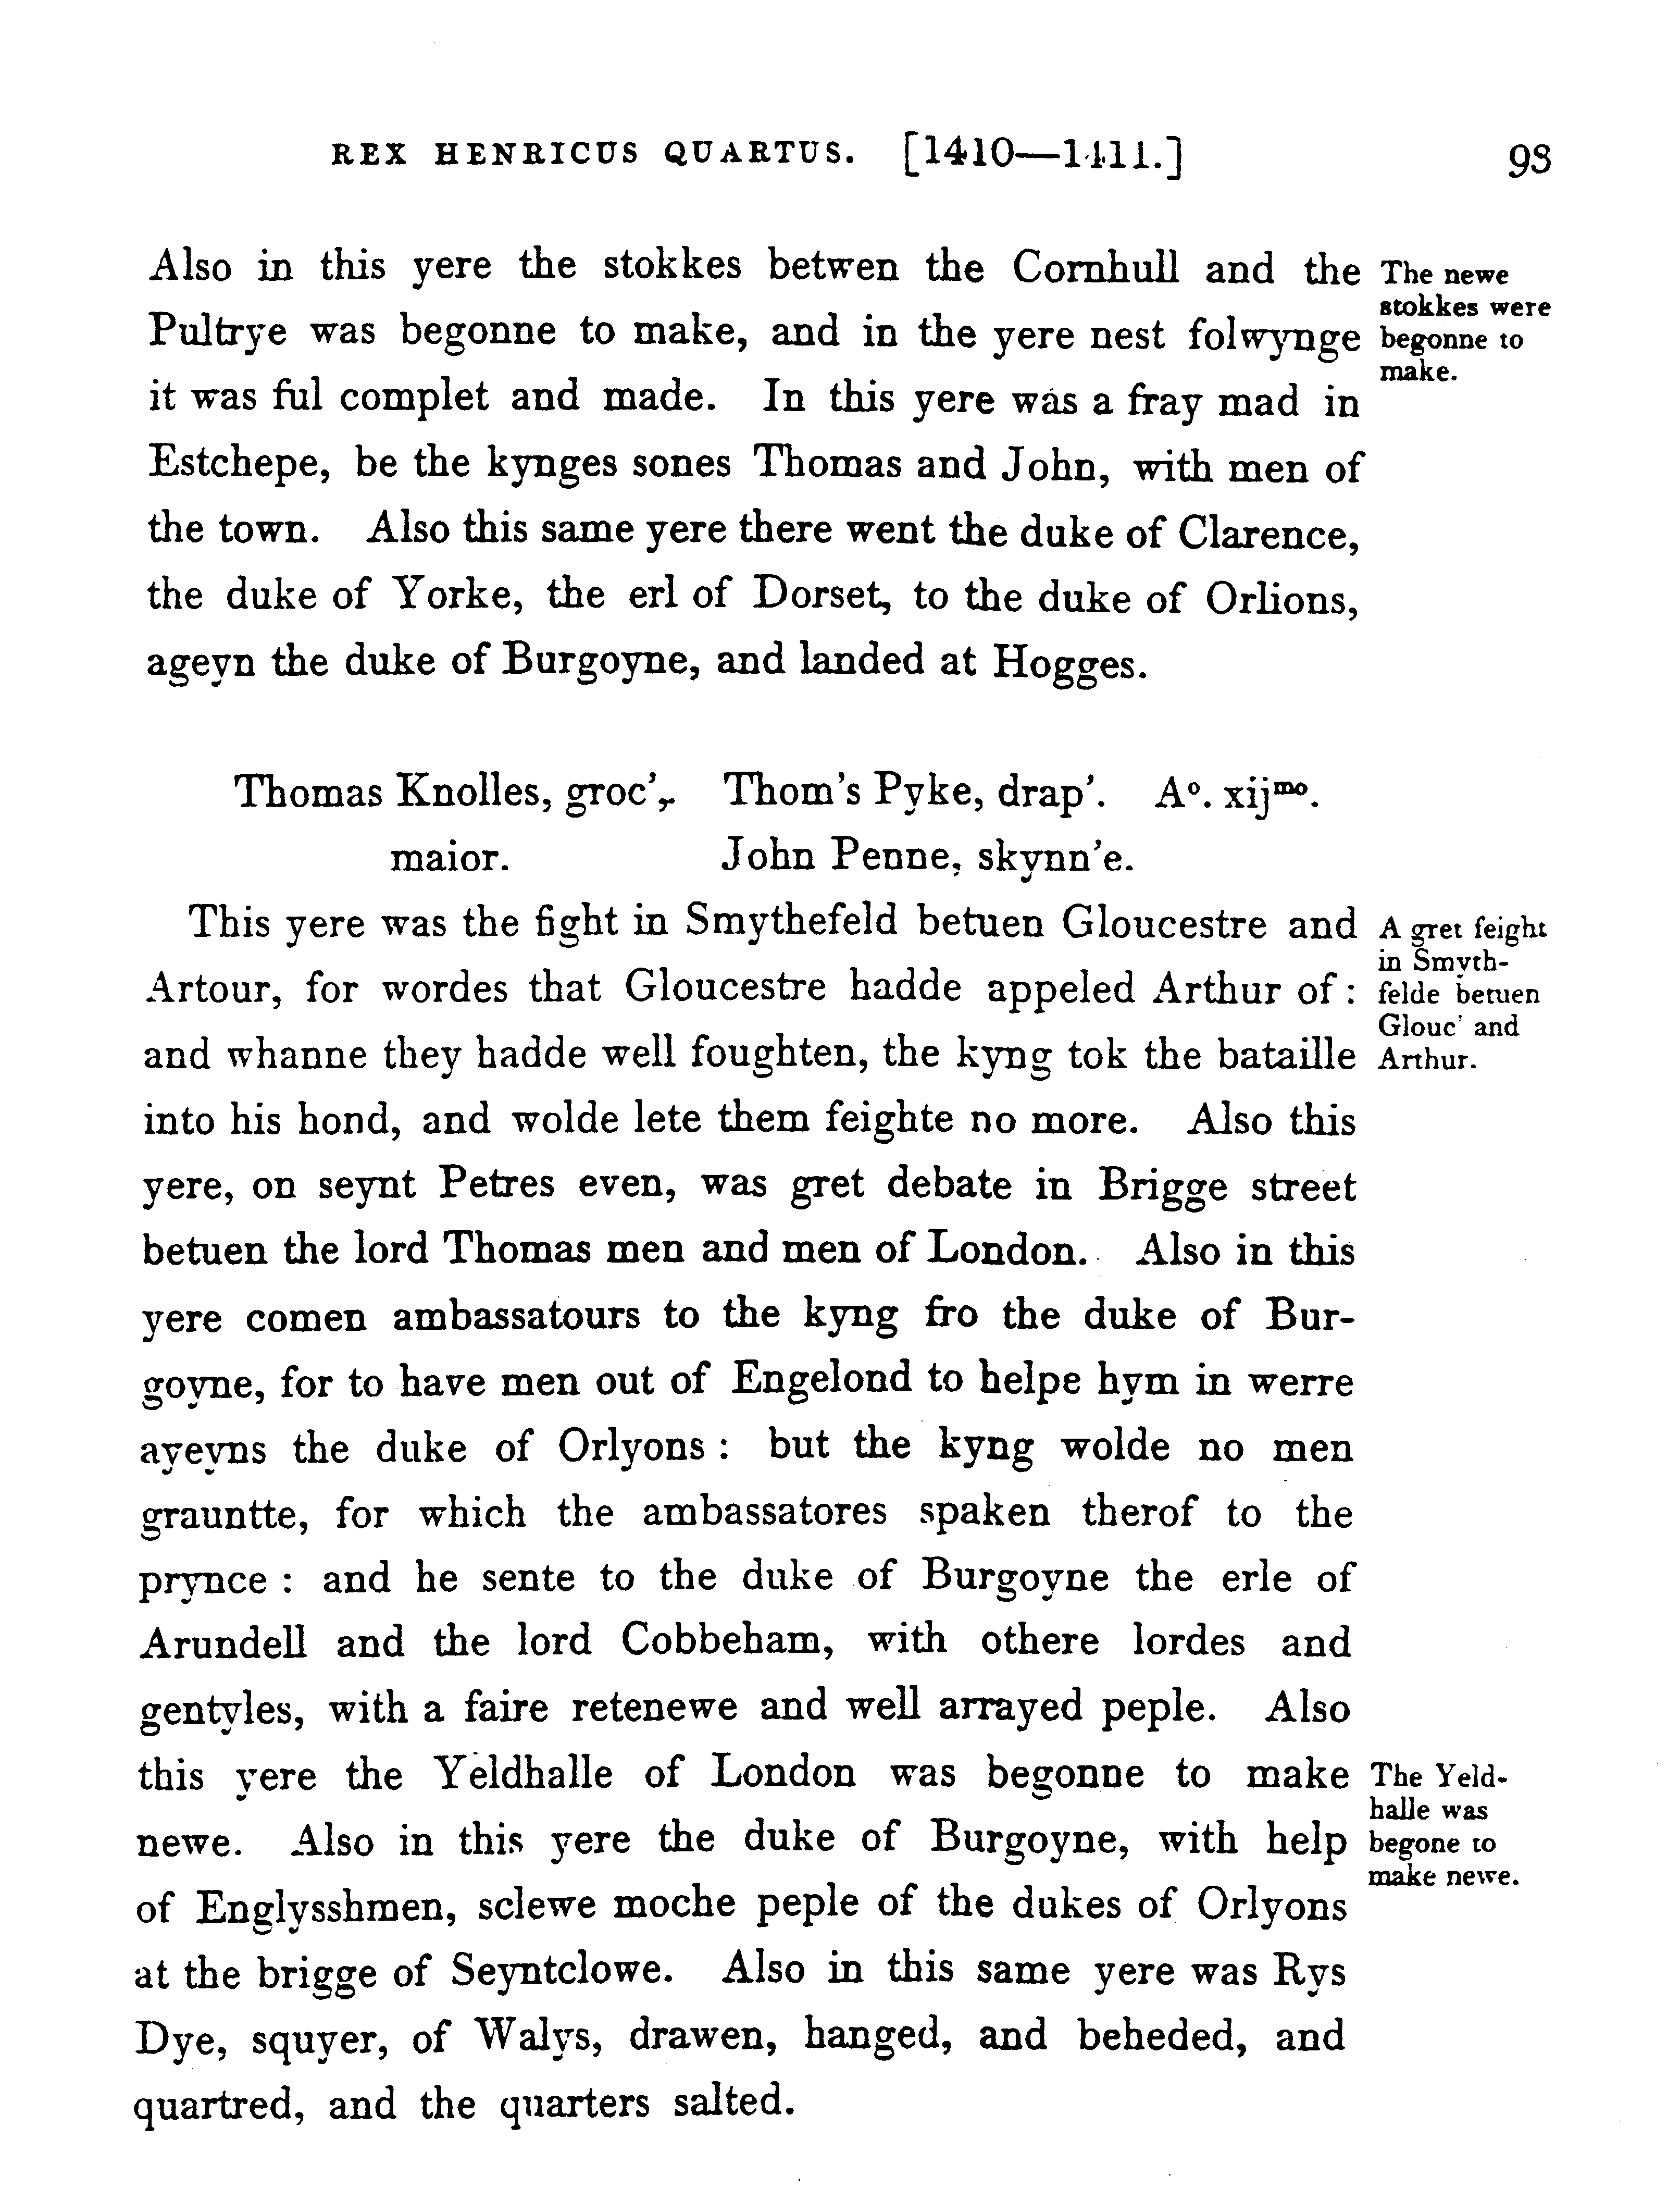 REX HENRICUS QUARTUS. [1410—1411.] 93
Also in this yere the stokkes betwen the Cornhull and the
Pultrye was begonne to make, and in the yere nest folwynge
it was ful complet and made. In this yere was a fray mad in
Estchepe, be the kynges sones Thomas and John, with men of
the town. Also this same yere there went the duke of Clarence,
the duke of Yorke, the erl of Dorset, to the duke of Orlions,
ageyn the duke of Burgoyne, and landed at Hogges.
The newe
stokkes were
begonne to
make.
Thomas Knolles, groc', Thom's Pyke, drap'. Aº. xijᵐᵒ.
maior. John Penne, skynn'e.
This yere was the fight in Smythefeld betuen Gloucestre and
Artour, for wordes that Gloucestre hadde appeled Arthur of :
and whanne they hadde well foughten, the kyng tok the bataille
into his hond, and wolde lete them feighte no more. Also this
yere, on seynt Petres even, was gret debate in Brigge street
betuen the lord Thomas men and men of London. Also in this
yere comen ambassatours to the kyng fro the duke of Bur-
goyne, for to have men out of Engelond to helpe hym in werre
ayeyns the duke of Orlyons : but the kyng wolde no men
grauntte, for which the ambassatores spaken therof to the
prynce : and he sente to the duke of Burgoyne the erle of
Arundell and the lord Cobbeham, with othere lordes and
gentyles, with a faire retenewe and well arrayed peple. Also
this yere the Yeldhalle of London was begonne to make
newe. Also in this yere the duke of Burgoyne, with help
of Englysshmen, sclewe moche peple of the dukes of Orlyons
at the brigge of Seyntclowe. Also in this same yere was Rys
Dye, squyer, of Walys, drawen, hanged, and beheded, and
quartred, and the quarters salted.
A gret feight
in Smyth-
felde betuen
Glouc' and
Arthur.
The Yeld-
halle was
begone to
make newe.